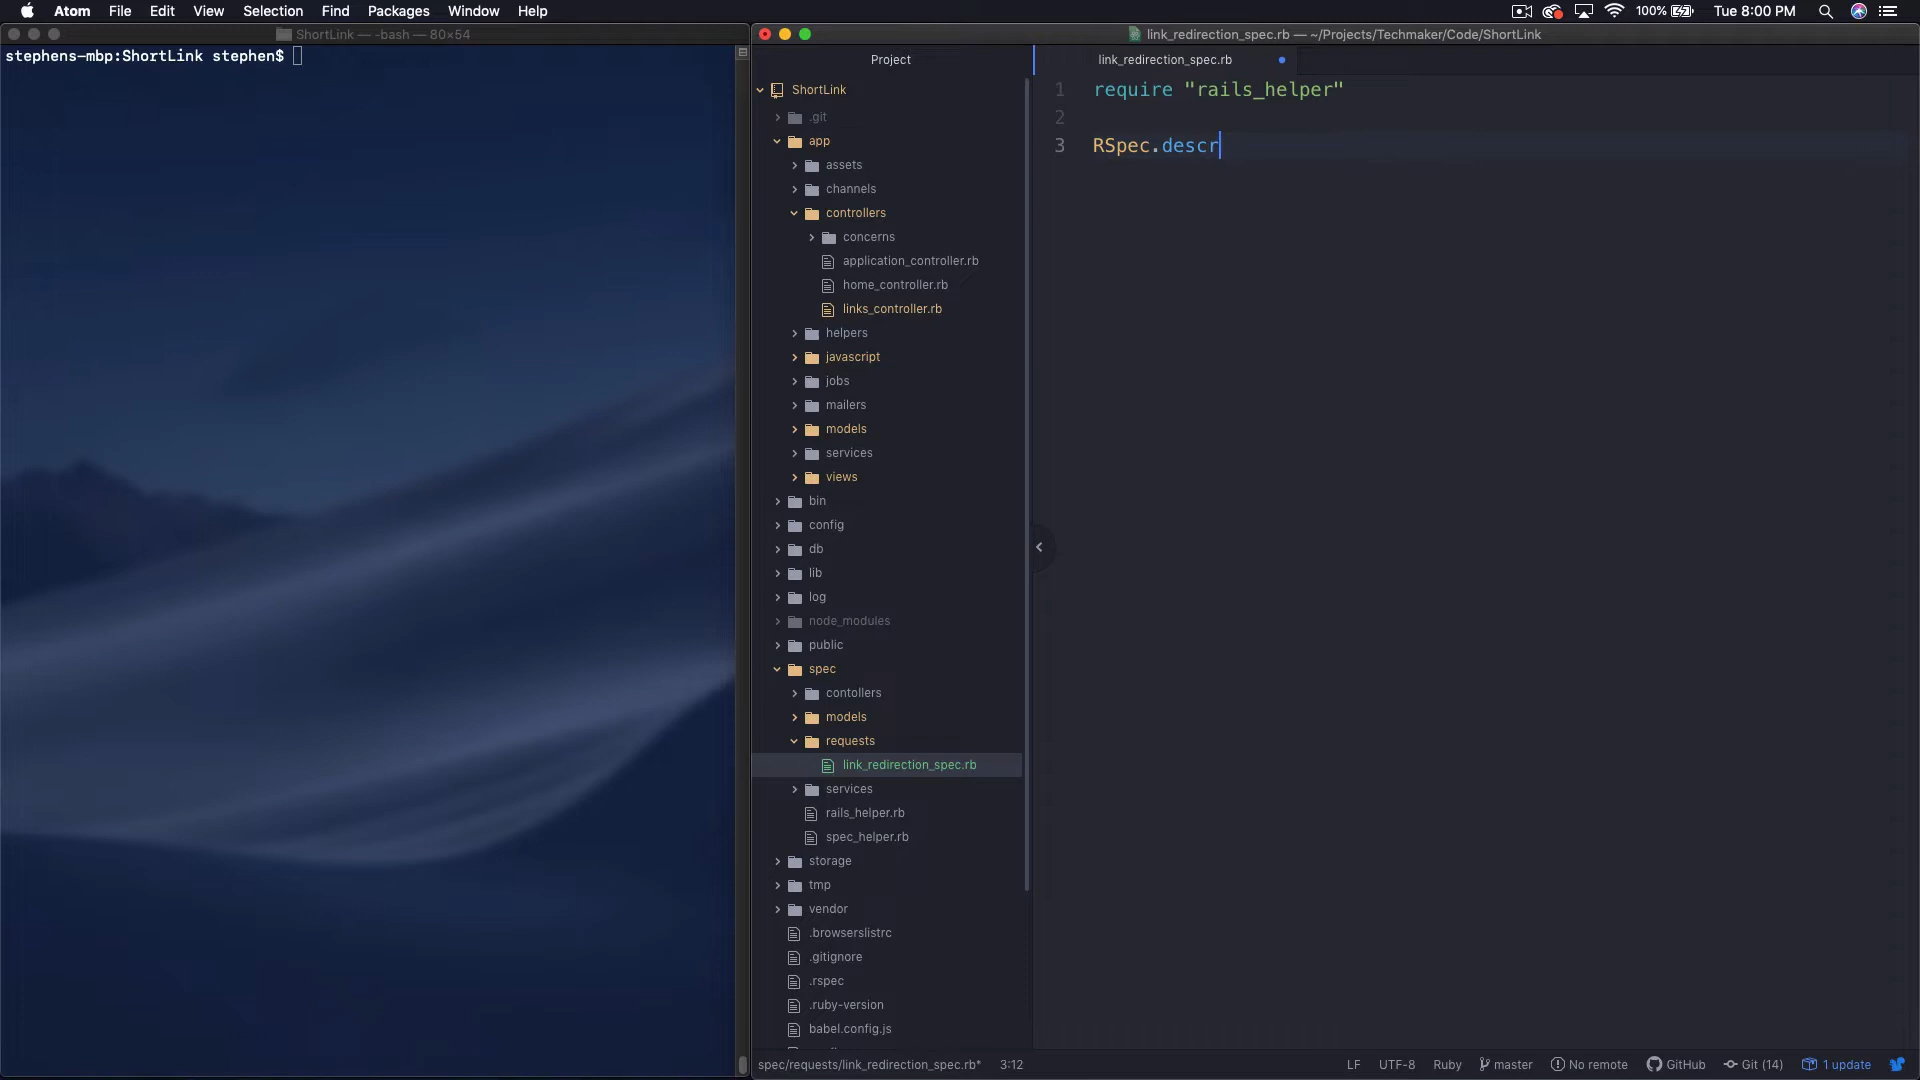 Atom File Edit View Selection Find Packages Window Help
100% Tue 8:00 PM
ShortLink — -bash — 80×54
stephens-mbp:ShortLink stephen$
link_redirection_spec.rb — ~/Projects/Techmaker/Code/ShortLink
Project
ShortLink
.git
app
assets
channels
controllers
concerns
application_controller.rb
home_controller.rb
links_controller.rb
helpers
javascript
jobs
mailers
models
services
views
bin
config
db
lib
log
node_modules
public
spec
contollers
models
requests
link_redirection_spec.rb
services
rails_helper.rb
spec_helper.rb
storage
tmp
vendor
.browserslistrc
.gitignore
.rspec
.ruby-version
babel.config.js
link_redirection_spec.rb
1 require "rails_helper"
2
3 RSpec.descr
spec/requests/link_redirection_spec.rb* 3:12
LF UTF-8 Ruby master No remote GitHub Git (14) 1 update